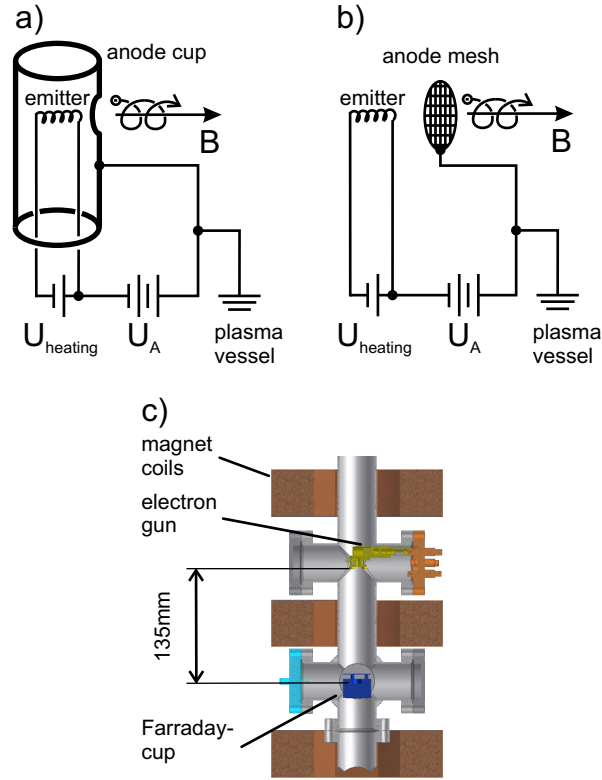 a)
anode cup
emitter
B
U heating
U A
plasma
vessel
b)
anode mesh
emitter
B
U heating
U A
plasma
vessel
c)
magnet
coils
electron
gun
135mm
Farraday-
cup